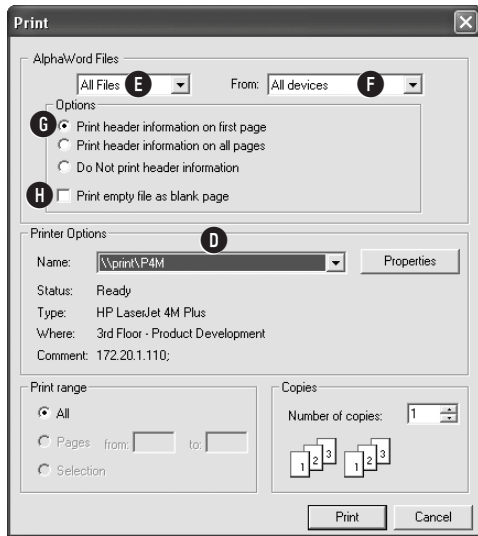 Print
AlphaWord Files
All Files E From: All devices F
Options
G Print header information on first page
Print header information on all pages
Do Not print header information
H Print empty file as blank page
Printer Options
D
Name: \\print\P4M Properties
Status: Ready
Type: HP LaserJet 4M Plus
Where: 3rd Floor - Product Development
Comment: 172.20.1.110;
Print range Copies
All Number of copies: 1
Pages from: to:
1 2 3 1 2 3
Selection
Print Cancel